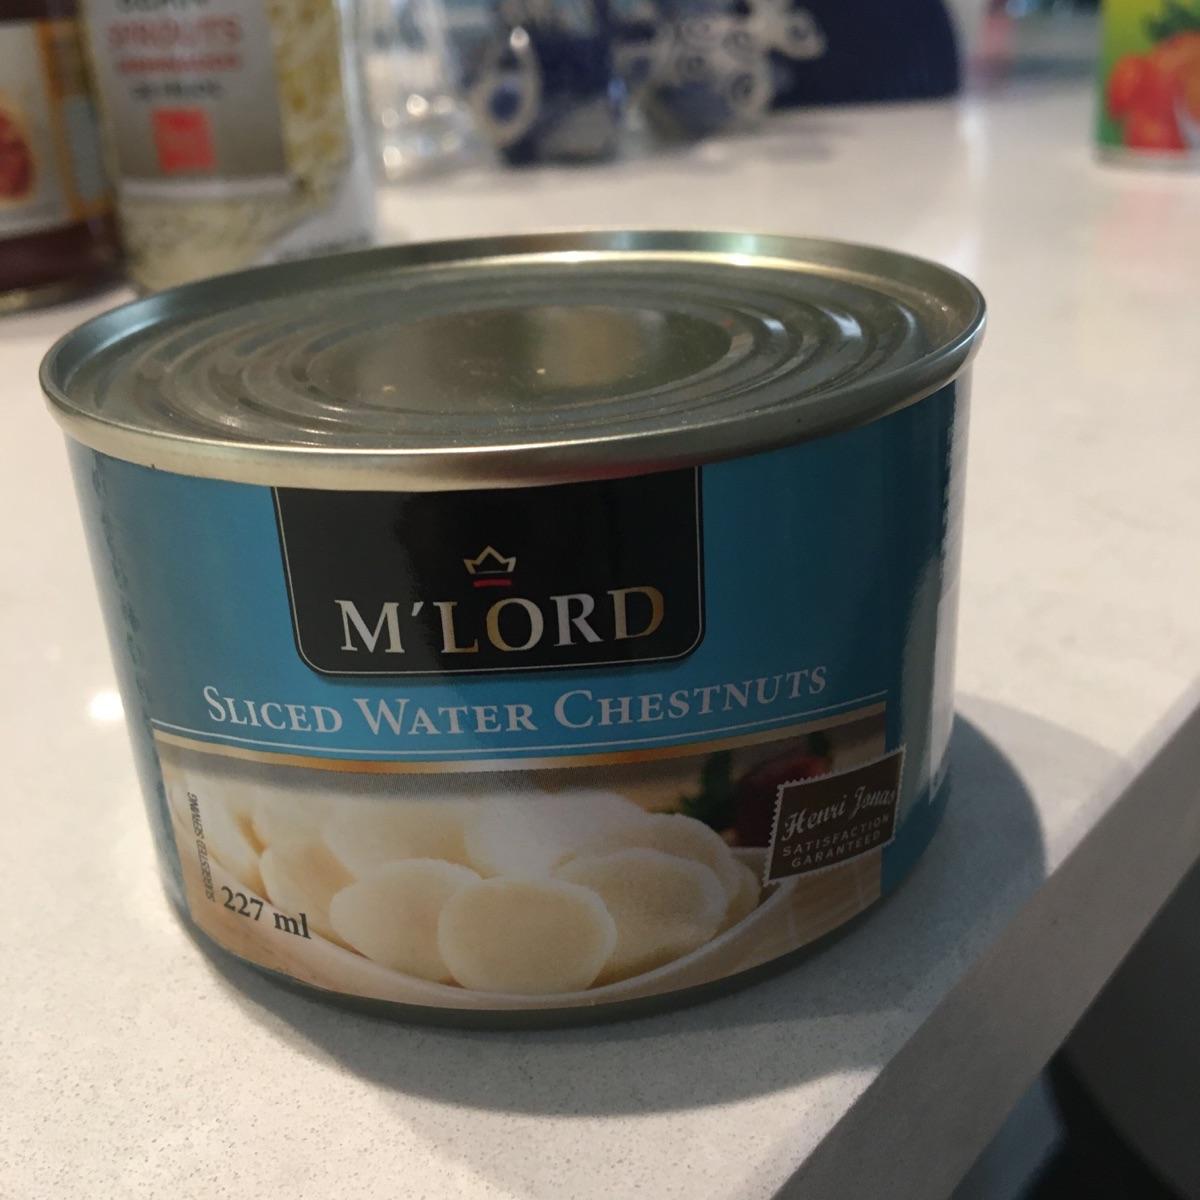 SPROUTS
M'LORD
SLICED WATER CHESTNUTS
SUGGESTED SERVING
227 ml
Henri Jonas
SATISFACTION
GARANTEED